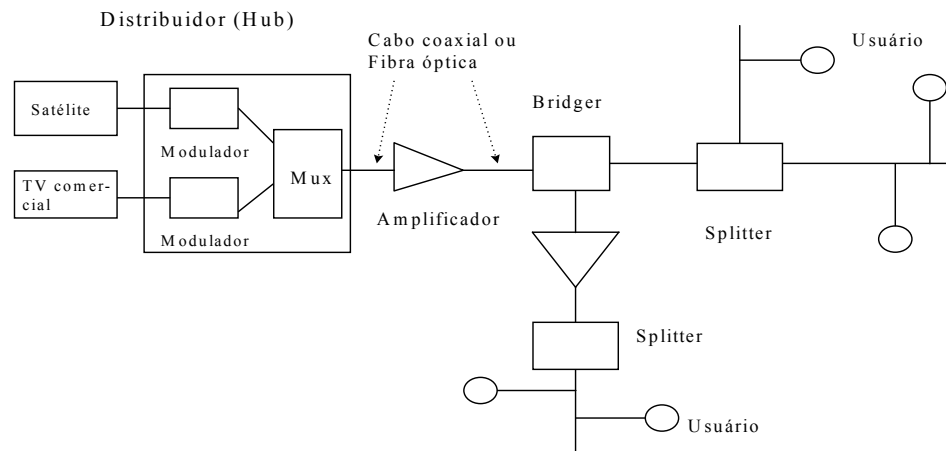 Distribuidor (Hub)
Cabo coaxial ou
Fibra óptica
Usuário
Satélite
Bridger
Modulador
Mux
TV comer-
cial
Amplificador
Modulador
Splitter
Splitter
Usuário